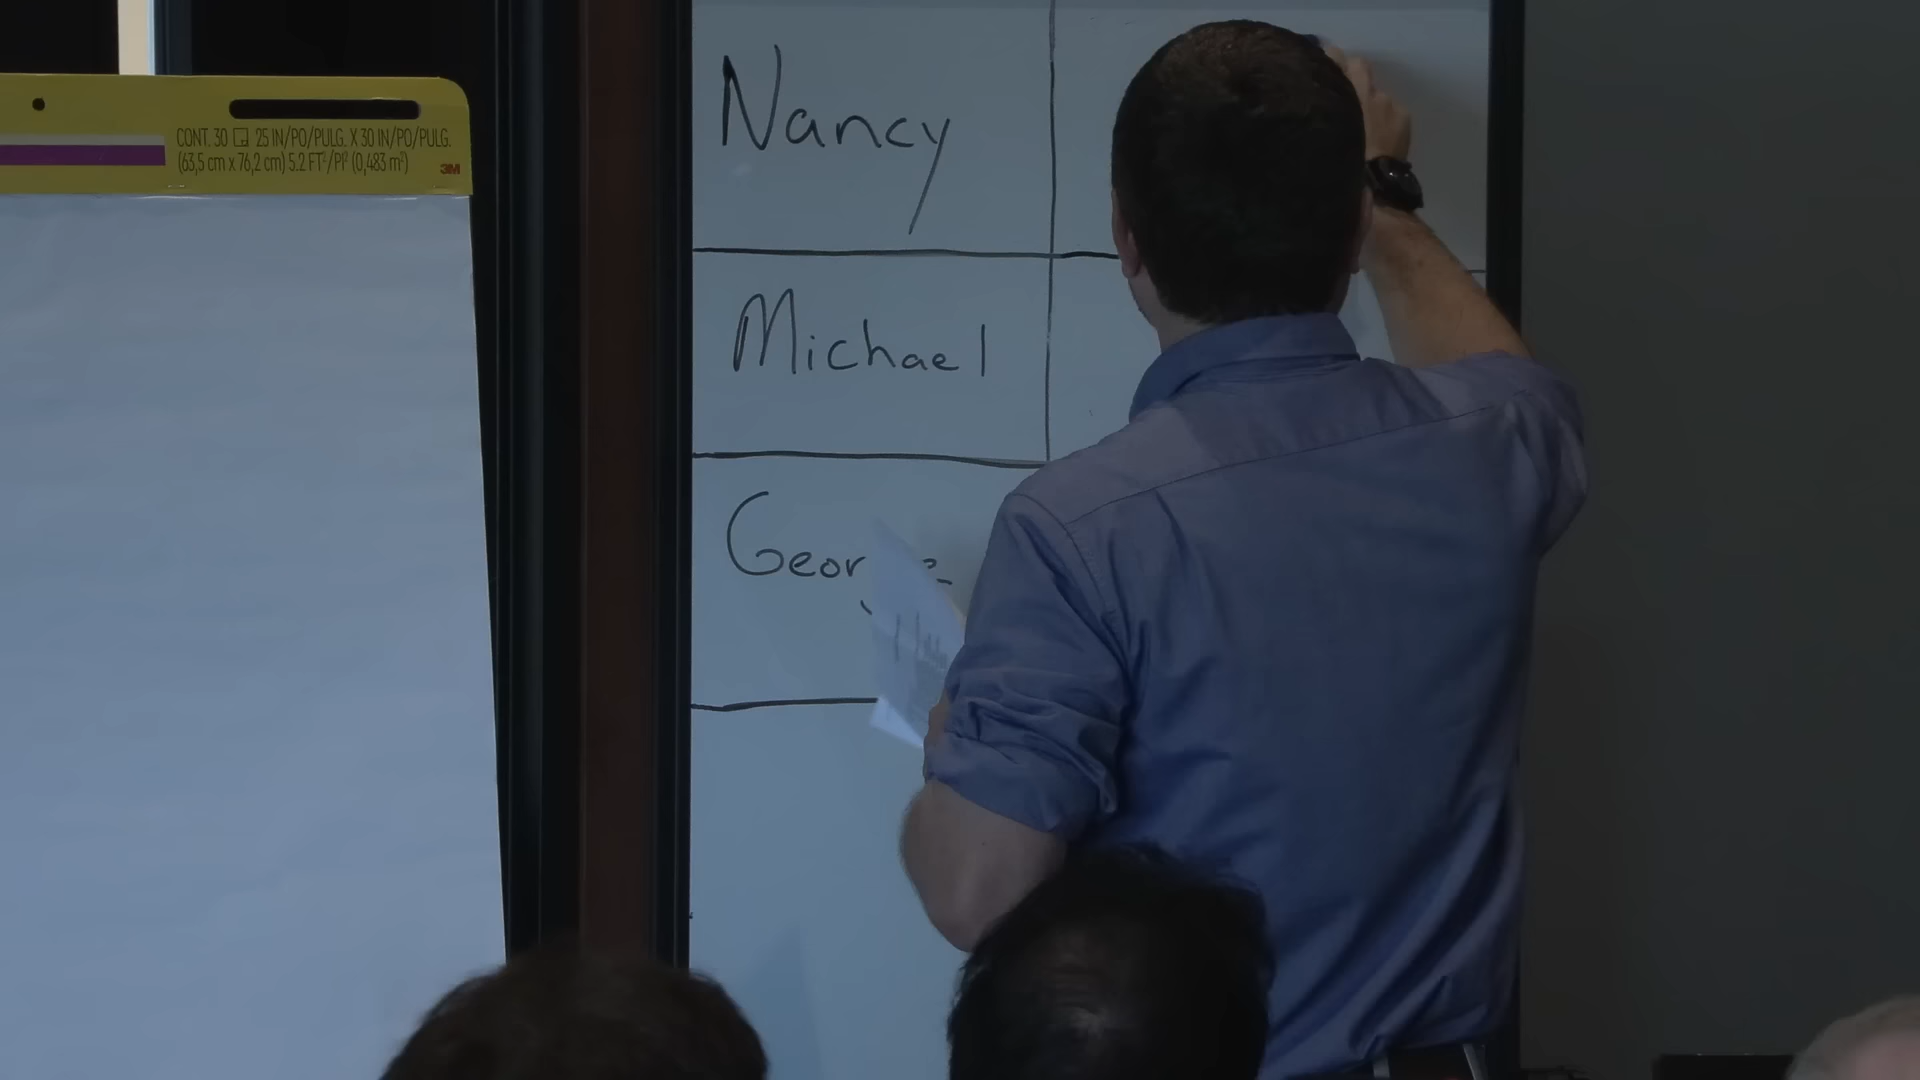 CONT. 30 25 IN/PO/PULG. X 30 IN/PO/PULG.
(63,5 cm x 76,2 cm) 5.2 FT²/PI² (0,483 m²)
3M
Nancy
Michael